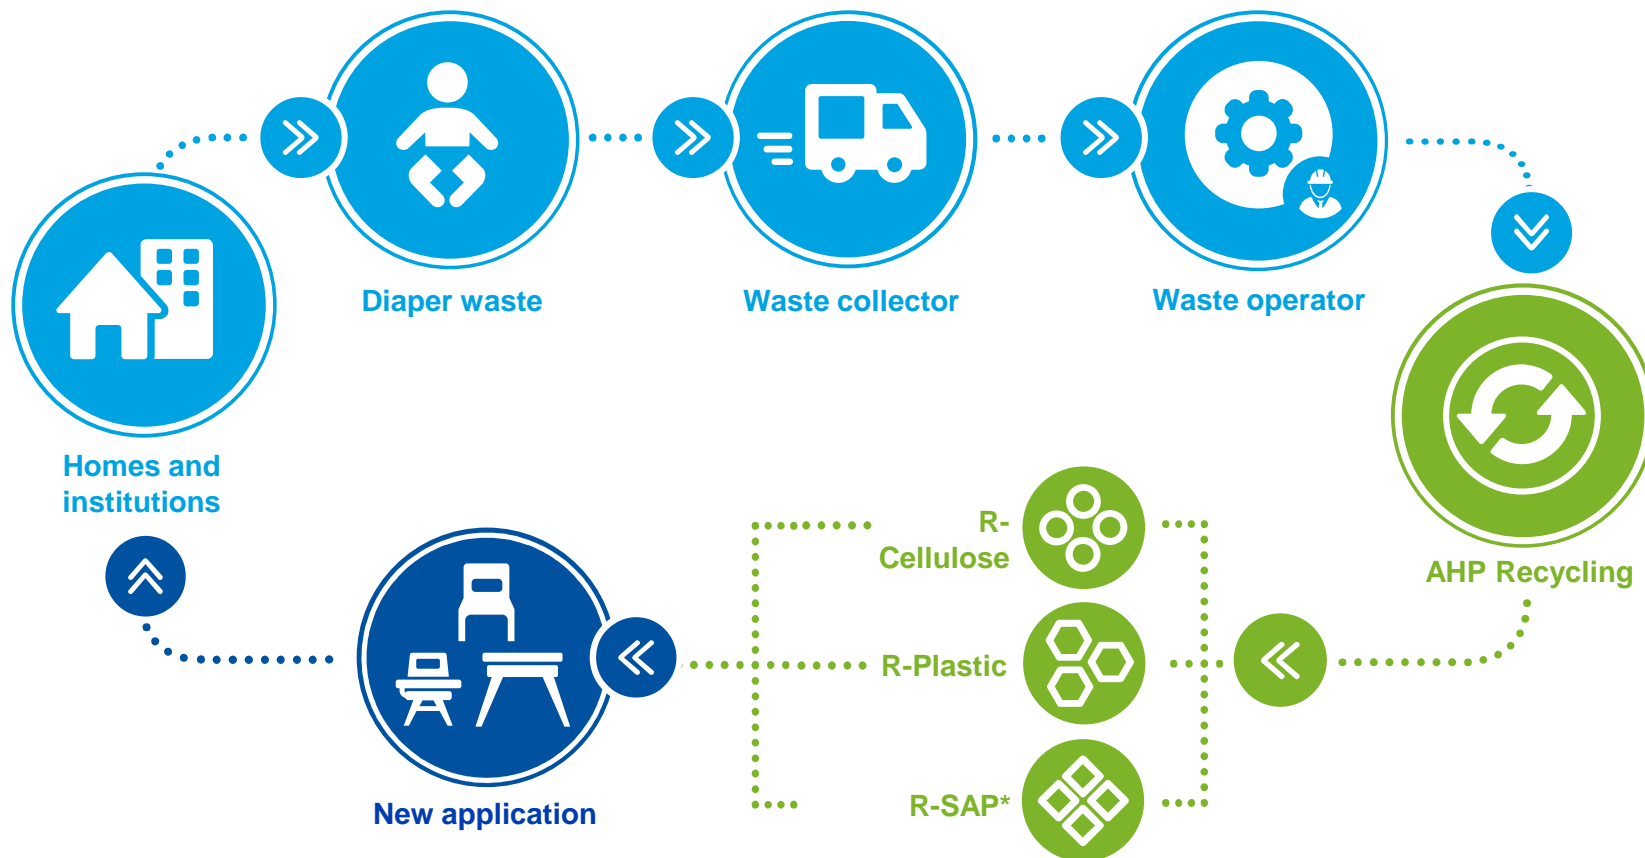 Diaper waste
Waste collector
Waste operator
Homes and
institutions
R-
Cellulose
AHP Recycling
R-Plastic
R-SAP*
New application